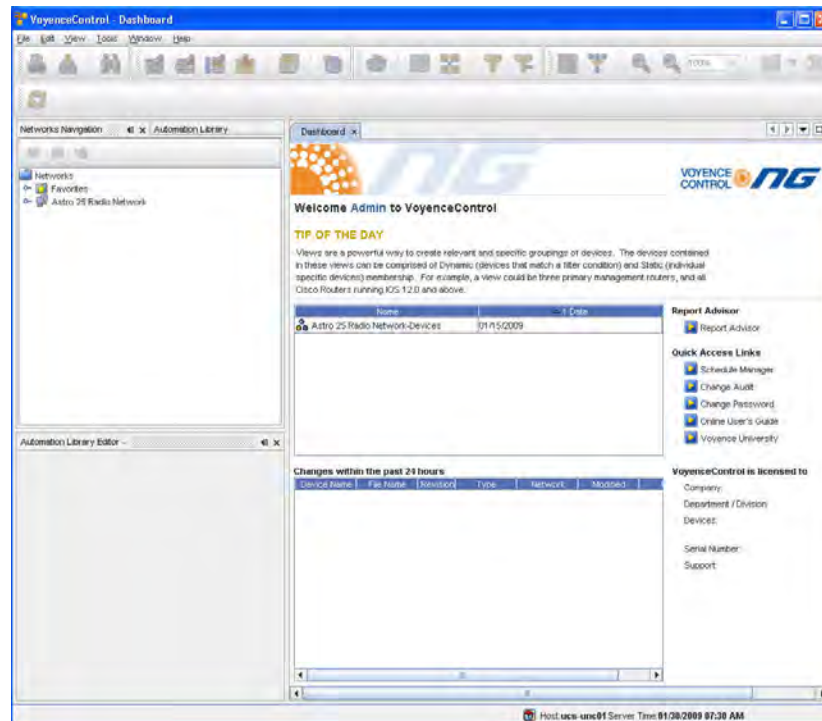 VoyenceControl - Dashboard
File Edit View Tools Window Help
100%
Networks Navigation
Automation Library
Networks
Favorites
Astro 25 Radio Network
Automation Library Editor -
Dashboard
NG
VOYENCE CONTROL NG
Welcome Admin to VoyenceControl
TIP OF THE DAY
Views are a powerful way to create relevant and specific groupings of devices. The devices contained
in these views can be comprised of Dynamic (devices that match a filter condition) and Static (individual
specific devices) membership. For example, a view could be three primary management routers, and all
Cisco Routers running IOS 12.0 and above.
Name 1 Date
Astro 25 Radio Network-Devices 01/15/2009
Report Advisor
Report Advisor
Quick Access Links
Schedule Manager
Change Audit
Change Password
Online User's Guide
Voyence University
Changes within the past 24 hours
Device Name File Name Revision Type Network Modified
VoyenceControl is licensed to
Company:
Department / Division:
Devices:
Serial Number:
Support:
Host:ucs-unc01 Server Time:01/30/2009 07:30 AM